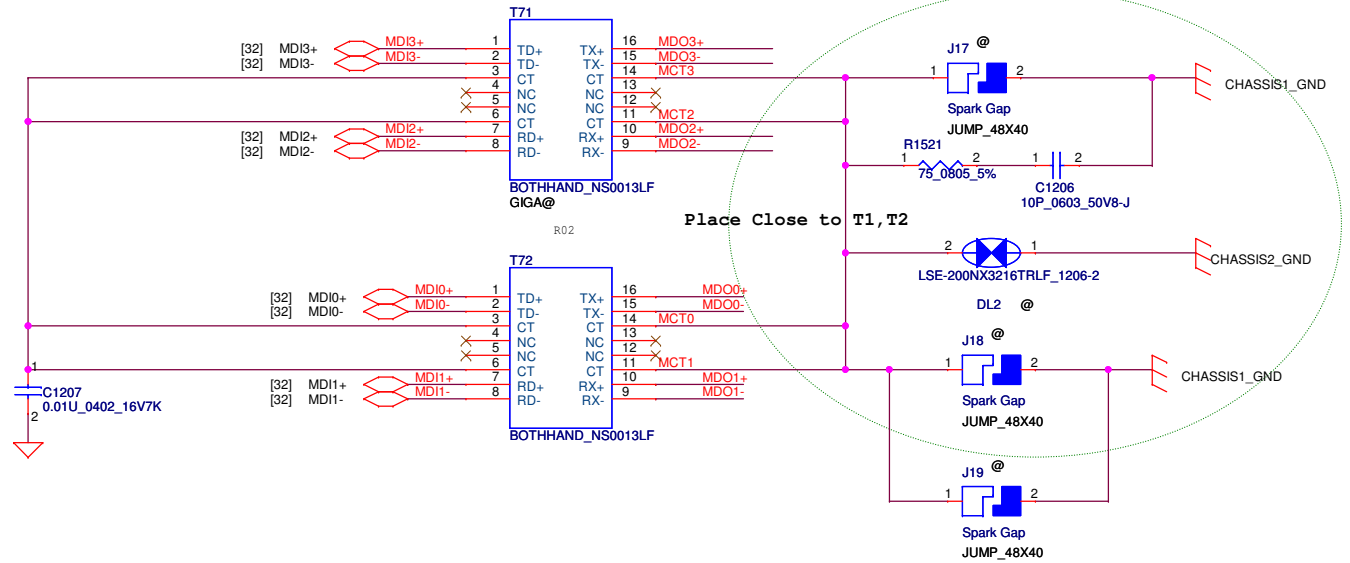 T71
[32] MDI3+ MDI3+ 1 TD+ TX+ 16 MDO3+
[32] MDI3- MDI3- 2 TD- TX- 15 MDO3-
3 CT CT 14 MCT3
4 NC NC 13
5 NC NC 12
6 CT CT 11 MCT2
[32] MDI2+ MDI2+ 7 RD+ RX+ 10 MDO2+
[32] MDI2- MDI2- 8 RD- RX- 9 MDO2-
BOTHHAND_NS0013LF
GIGA@
R02
J17 @
1 2
Spark Gap
JUMP_48X40
CHASSIS1_GND
R1521
1 2
75_0805_5%
1 2
C1206
10P_0603_50V8-J
Place Close to T1,T2
2 1
LSE-200NX3216TRLF_1206-2
CHASSIS2_GND
DL2 @
T72
[32] MDI0+ MDI0+ 1 TD+ TX+ 16 MDO0+
[32] MDI0- MDI0- 2 TD- TX- 15 MDO0-
3 CT CT 14 MCT0
4 NC NC 13
5 NC NC 12
6 CT CT 11 MCT1
[32] MDI1+ MDI1+ 7 RD+ RX+ 10 MDO1+
[32] MDI1- MDI1- 8 RD- RX- 9 MDO1-
BOTHHAND_NS0013LF
1
C1207
0.01U_0402_16V7K
2
J18 @
1 2
Spark Gap
JUMP_48X40
CHASSIS1_GND
J19 @
1 2
Spark Gap
JUMP_48X40